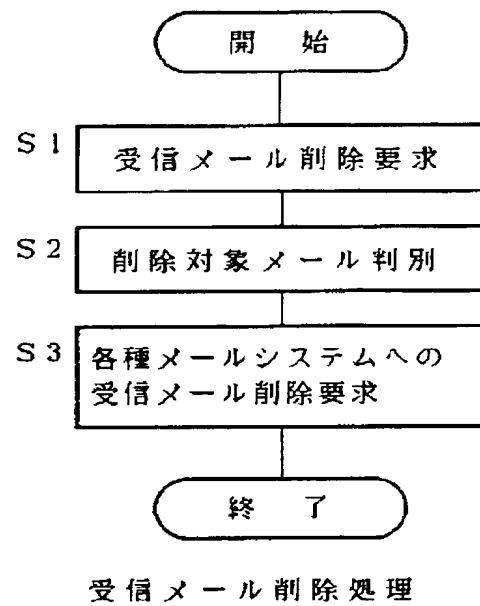 開 始
S1 受信メール削除要求
S2 削除対象メール判別
S3 各種メールシステムへの
受信メール削除要求
終 了
受信メール削除処理